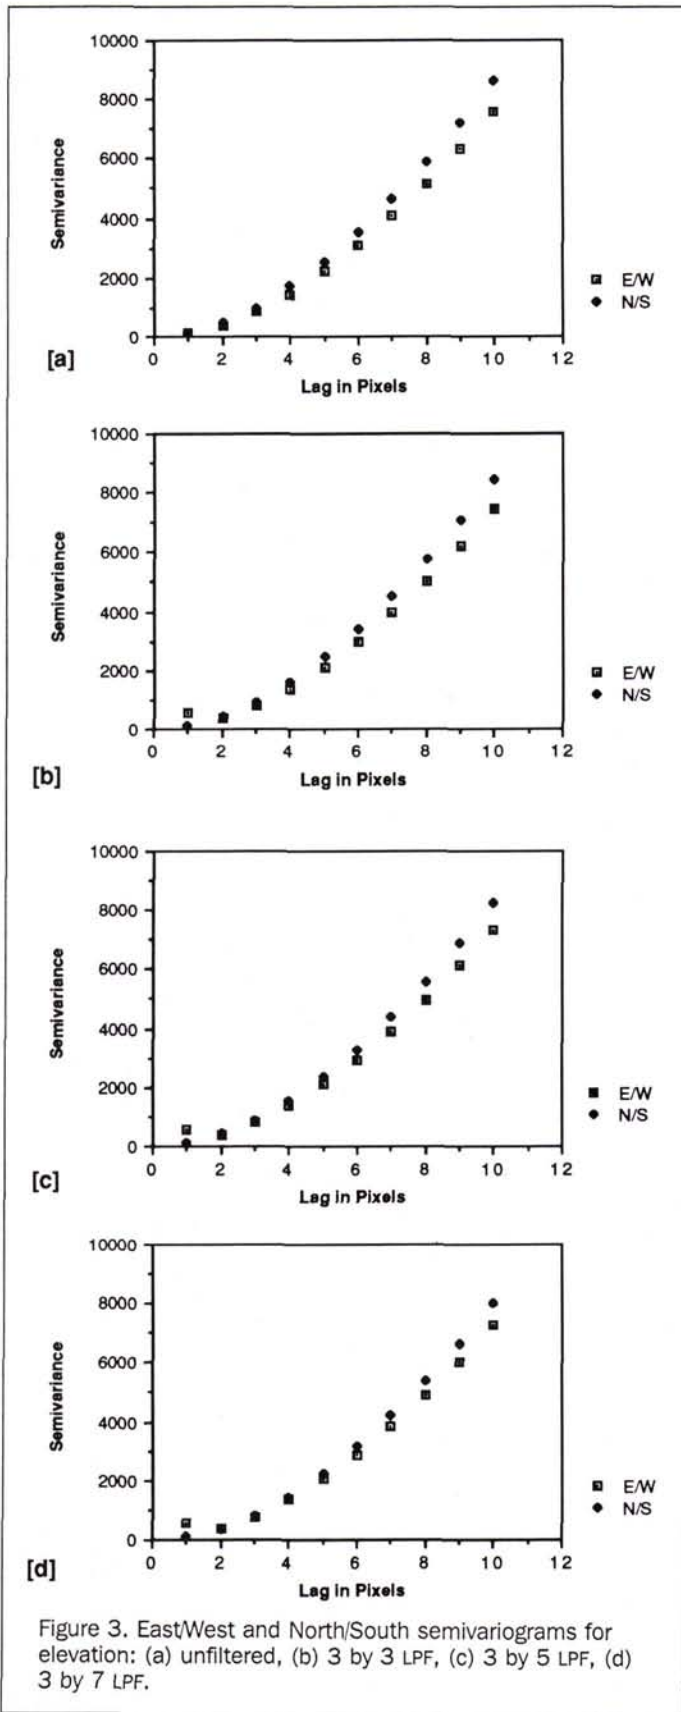 10000
8000
6000
4000
2000
0
Semivariance
0 2 4 6 8 10 12
Lag in Pixels
E/W
N/S
[a]
10000
8000
6000
4000
2000
0
Semivariance
0 2 4 6 8 10 12
Lag in Pixels
E/W
N/S
[b]
10000
8000
6000
4000
2000
0
Semivariance
0 2 4 6 8 10 12
Lag in Pixels
E/W
N/S
[c]
10000
8000
6000
4000
2000
0
Semivariance
0 2 4 6 8 10 12
Lag in Pixels
E/W
N/S
[d]
Figure 3. East/West and North/South semivariograms for
elevation: (a) unfiltered, (b) 3 by 3 LPF, (c) 3 by 5 LPF, (d)
3 by 7 LPF.